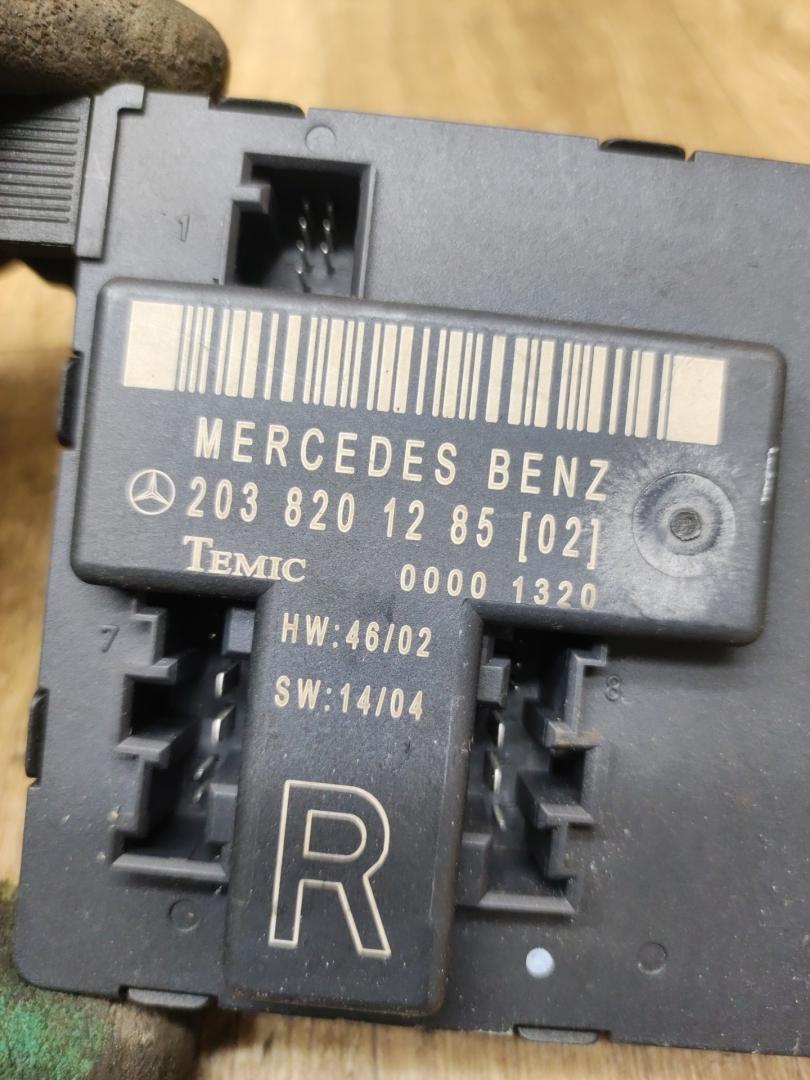 1
MERCEDES BENZ
203 820 12 85 [02]
TEMIC 0000 1320
7 HW:46/02 8
SW:14/04
R